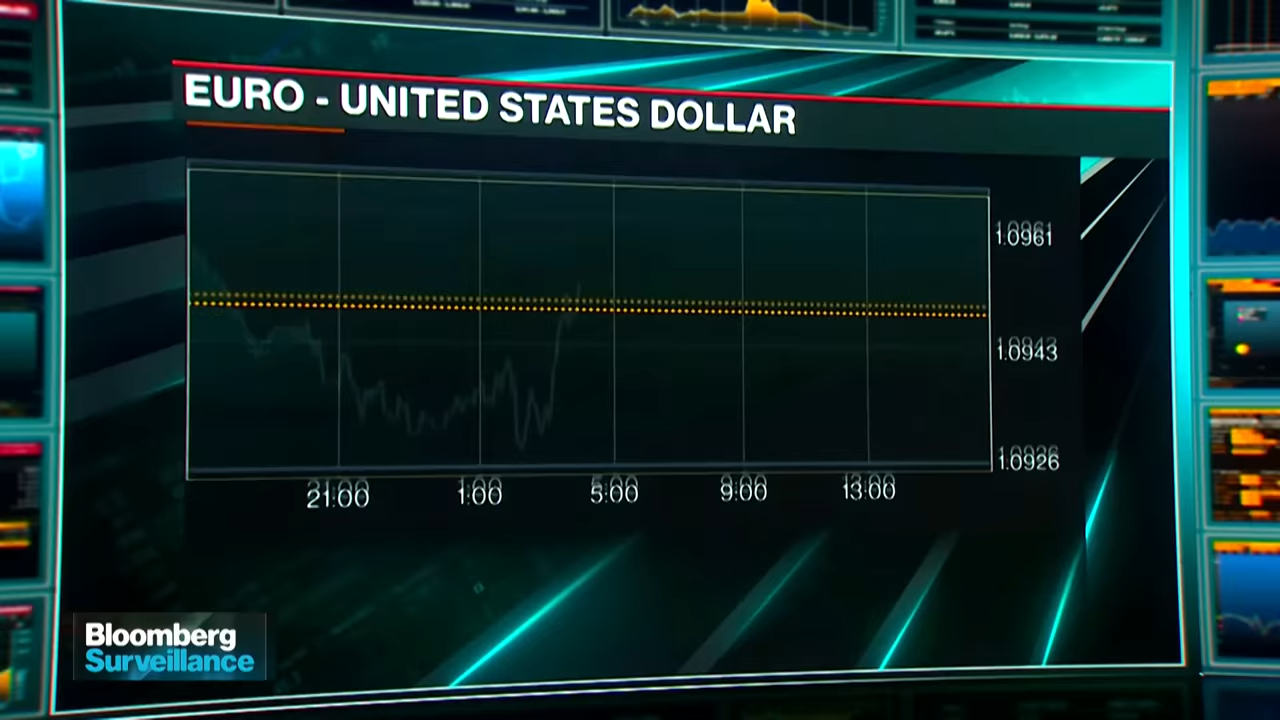 EURO - UNITED STATES DOLLAR
1.0961
1.0943
1.0926
21:00 1:00 5:00 9:00 13:00
Bloomberg
Surveillance